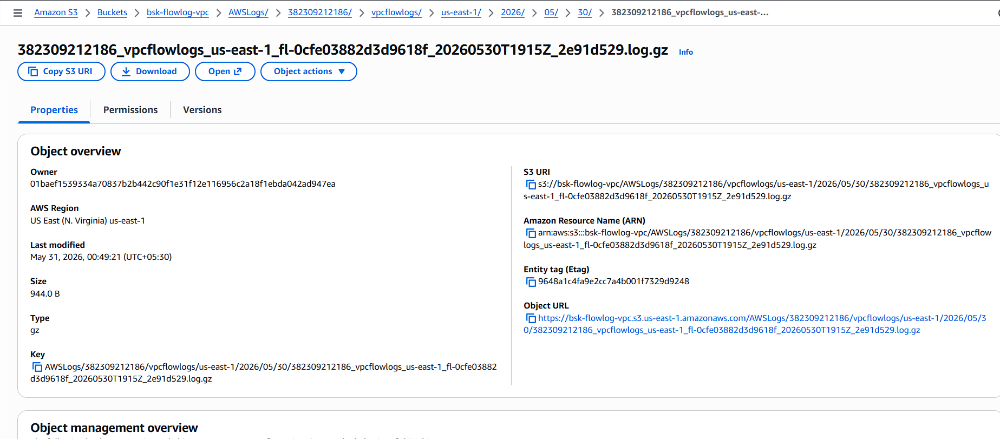 Amazon S3 > Buckets > bsk-flowlog-vpc > AWSLogs/ > 382309212186/ > vpcflowlogs/ > us-east-1/ > 2026/ > 05/ > 30/ > 382309212186_vpcflowlogs_us-east-...
382309212186_vpcflowlogs_us-east-1_fl-0cfe03882d3d9618f_20260530T1915Z_2e91d529.log.gz Info
Copy S3 URI Download Open Object actions
Properties Permissions Versions
Object overview
Owner
01baef1539334a70837b2b442c90f1e31f12e116956c2a18f1ebda042ad947ea
AWS Region
US East (N. Virginia) us-east-1
Last modified
May 31, 2026, 00:49:21 (UTC+05:30)
Size
944.0 B
Type
gz
Key
AWSLogs/382309212186/vpcflowlogs/us-east-1/2026/05/30/382309212186_vpcflowlogs_us-east-1_fl-0cfe03882
d3d9618f_20260530T1915Z_2e91d529.log.gz
S3 URI
s3://bsk-flowlog-vpc/AWSLogs/382309212186/vpcflowlogs/us-east-1/2026/05/30/382309212186_vpcflowlogs_u
s-east-1_fl-0cfe03882d3d9618f_20260530T1915Z_2e91d529.log.gz
Amazon Resource Name (ARN)
arn:aws:s3:::bsk-flowlog-vpc/AWSLogs/382309212186/vpcflowlogs/us-east-1/2026/05/30/382309212186_vpcflow
logs_us-east-1_fl-0cfe03882d3d9618f_20260530T1915Z_2e91d529.log.gz
Entity tag (Etag)
9648a1c4fa9e2cc7a4b001f7329d9248
Object URL
https://bsk-flowlog-vpc.s3.us-east-1.amazonaws.com/AWSLogs/382309212186/vpcflowlogs/us-east-1/2026/05/3
0/382309212186_vpcflowlogs_us-east-1_fl-0cfe03882d3d9618f_20260530T1915Z_2e91d529.log.gz
Object management overview